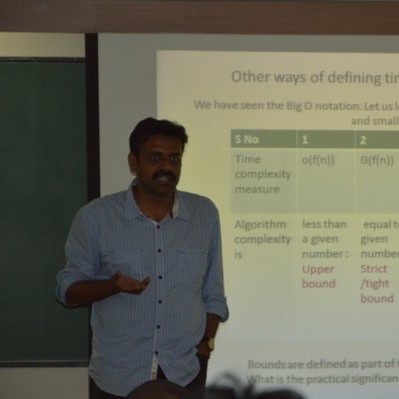 Other ways of defining tim
We have seen the Big O notation. Let us l
and small
S No 1 2
Time complexity measure o(f(n)) Θ(f(n))
Algorithm complexity is less than a given number : Upper bound equal t given number Strict /tight bound
Bounds are defined as part of t
What is the practical significan